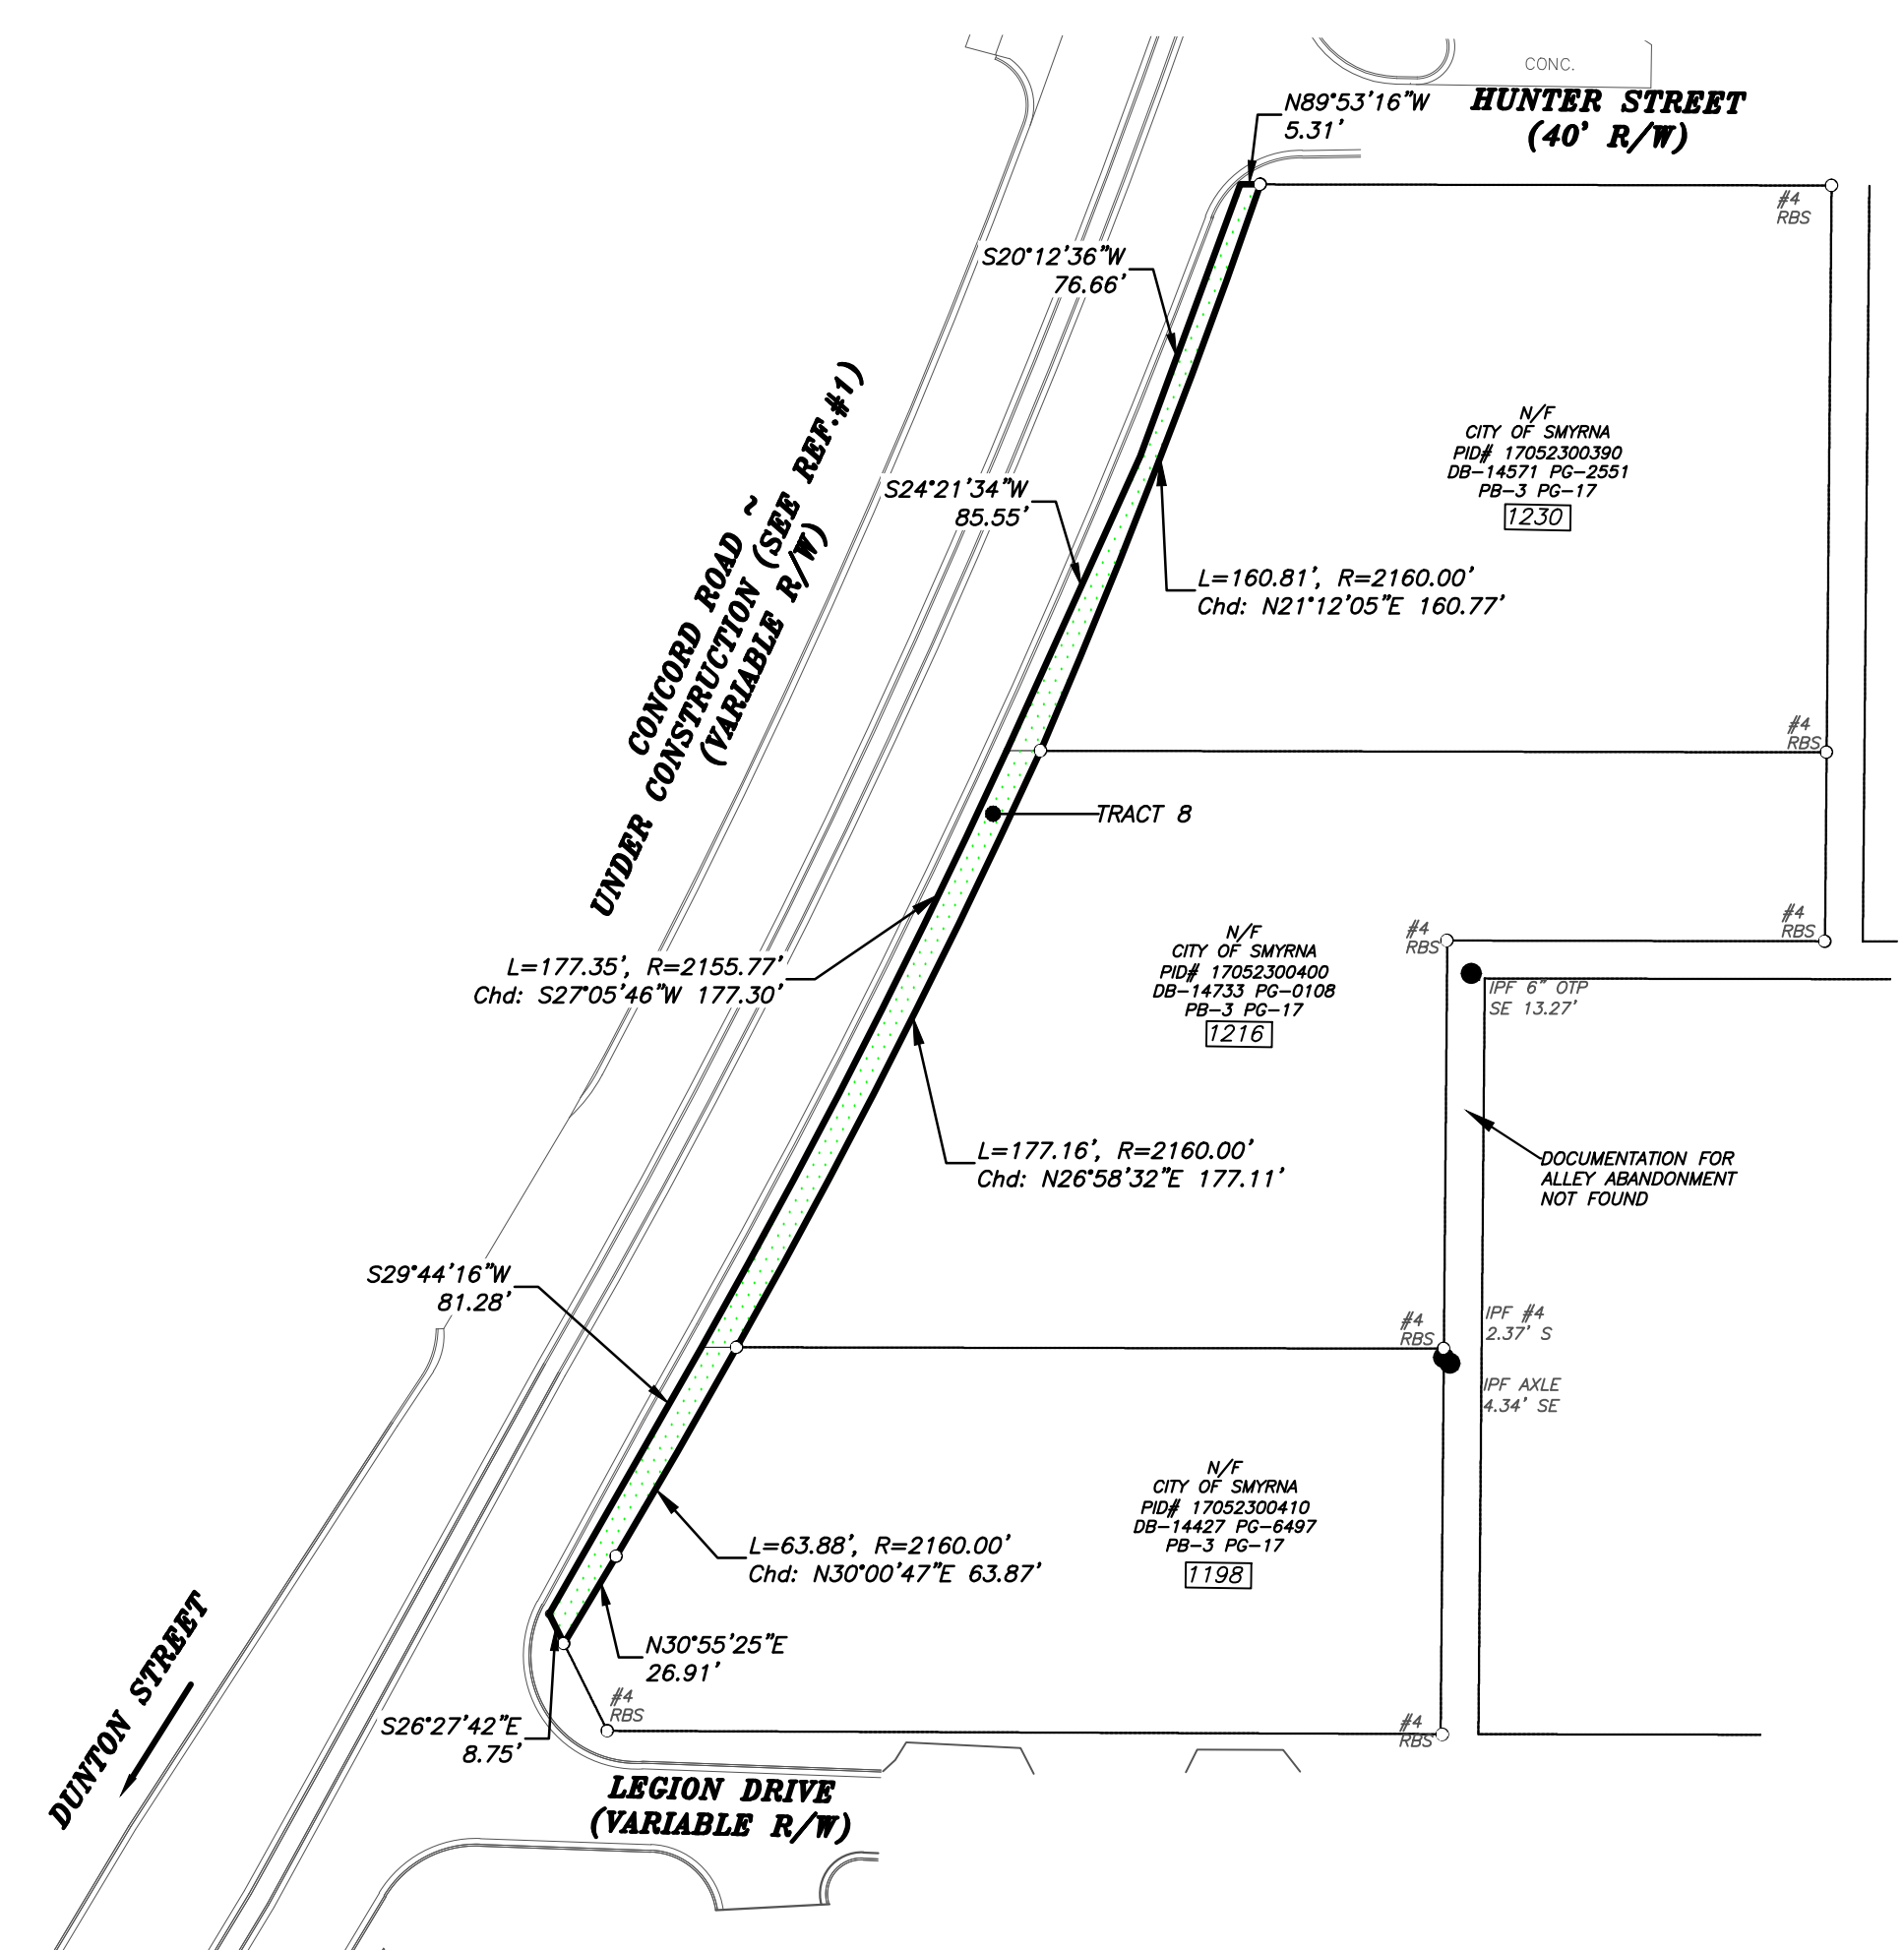 CONC.
HUNTER STREET
(40' R/W)
N89°53'16"W
5.31'
#4
RBS
S20°12'36"W
76.66'
CONCORD ROAD ~
UNDER CONSTRUCTION (SEE REF.#1)
(VARIABLE R/W)
N/F
CITY OF SMYRNA
PID# 17052300390
DB-14571 PG-2551
PB-3 PG-17
1230
S24°21'34"W
85.55'
L=160.81', R=2160.00'
Chd: N21°12'05"E 160.77'
#4
RBS
TRACT 8
#4
RBS
#4
RBS
N/F
CITY OF SMYRNA
PID# 17052300400
DB-14733 PG-0108
PB-3 PG-17
1216
L=177.35', R=2155.77'
Chd: S27°05'46"W 177.30'
IPF 6" OTP
SE 13.27'
L=177.16', R=2160.00'
Chd: N26°58'32"E 177.11'
DOCUMENTATION FOR
ALLEY ABANDONMENT
NOT FOUND
S29°44'16"W
81.28'
#4
RBS
IPF #4
2.37' S
IPF AXLE
4.34' SE
N/F
CITY OF SMYRNA
PID# 17052300410
DB-14427 PG-6497
PB-3 PG-17
1198
L=63.88', R=2160.00'
Chd: N30°00'47"E 63.87'
N30°55'25"E
26.91'
DUNTON STREET
#4
RBS
S26°27'42"E
8.75'
#4
RBS
LEGION DRIVE
(VARIABLE R/W)